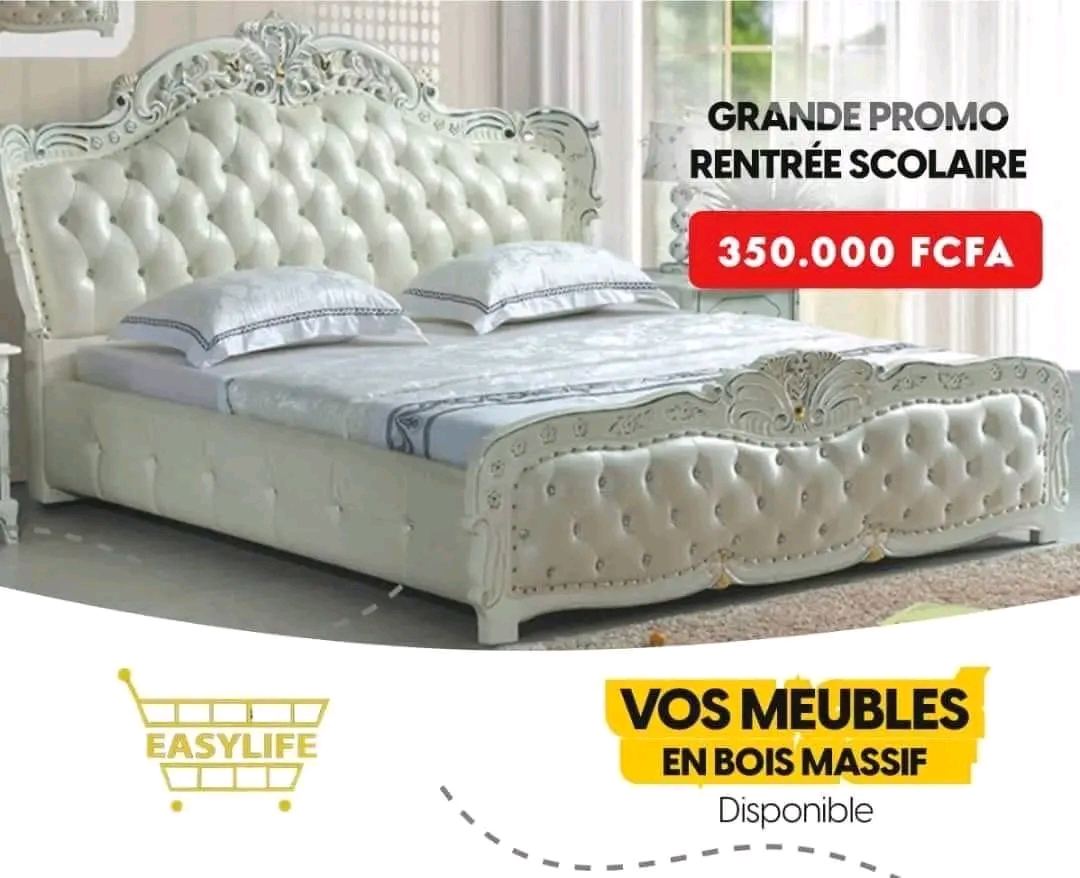 GRANDE PROMO
RENTRÉE SCOLAIRE
350.000 FCFA
EASYLIFE
VOS MEUBLES
EN BOIS MASSIF
Disponible